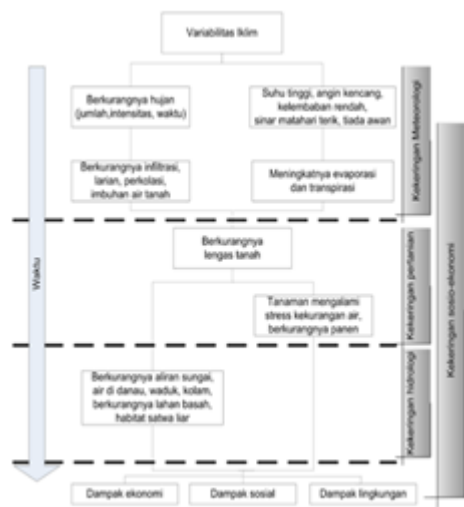 Variabilitas Iklim
Berkurangnya hujan
(jumlah,intensitas, waktu)
Suhu tinggi, angin kencang,
kelembaban rendah,
sinar matahari terik, tiada awan
Berkurangnya infiltrasi,
larian, perkolasi,
imbuhan air tanah
Meningkatnya evaporasi
dan transpirasi
Kekeringan Meteorologi
Berkurangnya
lengas tanah
Tanaman mengalami
stress kekurangan air,
berkurangnya panen
Kekeringan pertanian
Waktu
Kekeringan sosio-ekonomi
Berkurangnya aliran sungai,
air di danau, waduk, kolam,
berkurangnya lahan basah,
habitat satwa liar
Kekeringan hidrologi
Dampak ekonomi
Dampak sosial
Dampak lingkungan